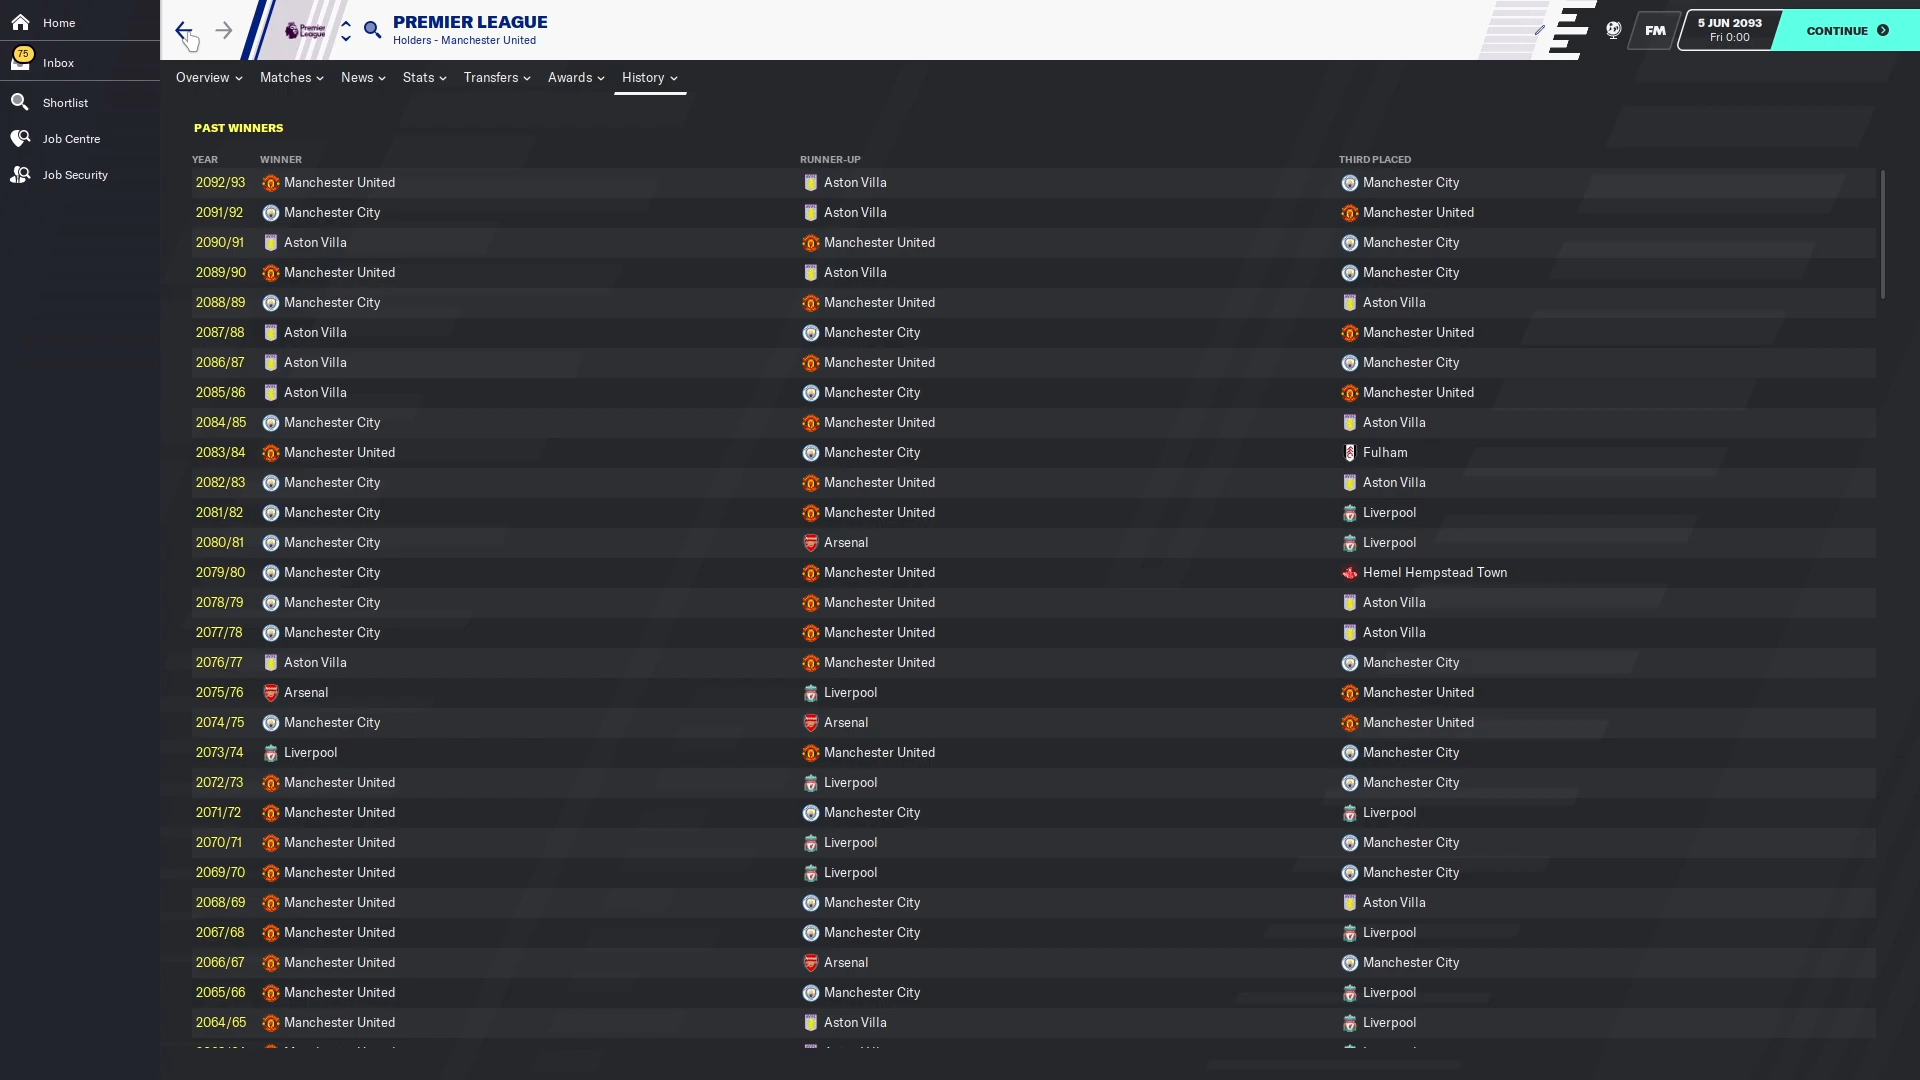 Home
75
Inbox
Shortlist
Job Centre
Job Security
Premier League
PREMIER LEAGUE
Holders - Manchester United
FM
5 JUN 2093
Fri 0:00
CONTINUE
Overview Matches News Stats Transfers Awards History
PAST WINNERS
YEAR WINNER RUNNER-UP THIRD PLACED
2092/93 Manchester United Aston Villa Manchester City
2091/92 Manchester City Aston Villa Manchester United
2090/91 Aston Villa Manchester United Manchester City
2089/90 Manchester United Aston Villa Manchester City
2088/89 Manchester City Manchester United Aston Villa
2087/88 Aston Villa Manchester City Manchester United
2086/87 Aston Villa Manchester United Manchester City
2085/86 Aston Villa Manchester City Manchester United
2084/85 Manchester City Manchester United Aston Villa
2083/84 Manchester United Manchester City Fulham
2082/83 Manchester City Manchester United Aston Villa
2081/82 Manchester City Manchester United Liverpool
2080/81 Manchester City Arsenal Liverpool
2079/80 Manchester City Manchester United Hemel Hempstead Town
2078/79 Manchester City Manchester United Aston Villa
2077/78 Manchester City Manchester United Aston Villa
2076/77 Aston Villa Manchester United Manchester City
2075/76 Arsenal Liverpool Manchester United
2074/75 Manchester City Arsenal Manchester United
2073/74 Liverpool Manchester United Manchester City
2072/73 Manchester United Liverpool Manchester City
2071/72 Manchester United Manchester City Liverpool
2070/71 Manchester United Liverpool Manchester City
2069/70 Manchester United Liverpool Manchester City
2068/69 Manchester United Manchester City Aston Villa
2067/68 Manchester United Manchester City Liverpool
2066/67 Manchester United Arsenal Manchester City
2065/66 Manchester United Manchester City Liverpool
2064/65 Manchester United Aston Villa Liverpool